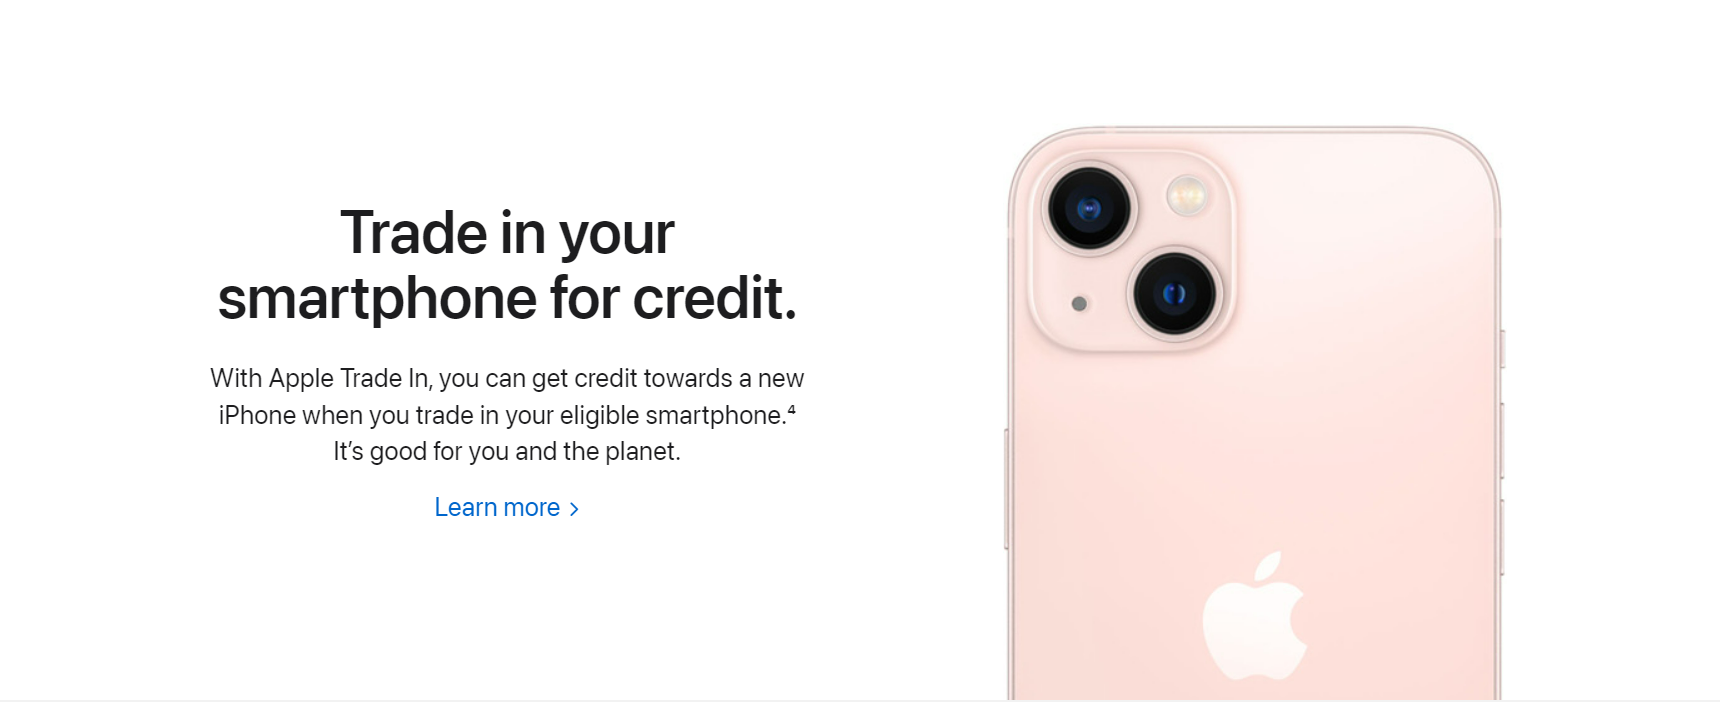 Trade in your
smartphone for credit.
With Apple Trade In, you can get credit towards a new
iPhone when you trade in your eligible smartphone.⁴
It’s good for you and the planet.
Learn more >